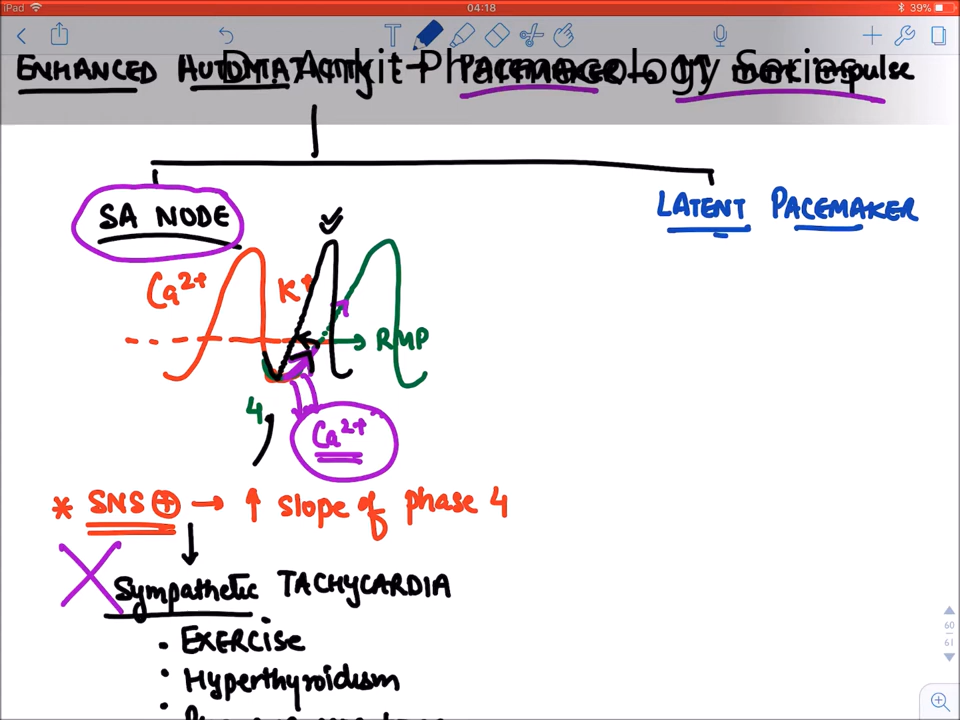 iPad 04:18 39%
T
Dr. Ankit Pharmacology Series
ENHANCED : PACEMAKER → ↑↑ impulse
SA NODE
LATENT PACEMAKER
Ca²⁺ K⁺
RMP
4
Ca²⁺
* SNS ⊕ → ↑ slope of phase 4
Sympathetic TACHYCARDIA
• EXERCISE
• Hyperthyroidism
60
61